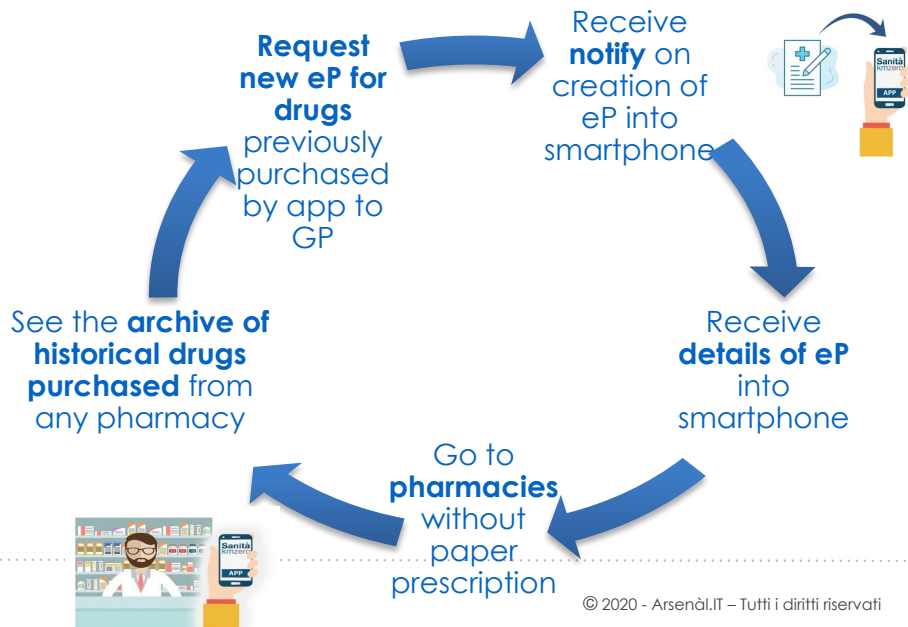 Request
new eP for
drugs
previously
purchased
by app to
GP
Receive
notify on
creation of
eP into
smartphone
Sanità
kmzero
APP
Receive
details of eP
into
smartphone
Go to
pharmacies
without
paper
prescription
See the archive of
historical drugs
purchased from
any pharmacy
Sanità
kmzero
APP
© 2020 - Arsenàl.IT – Tutti i diritti riservati